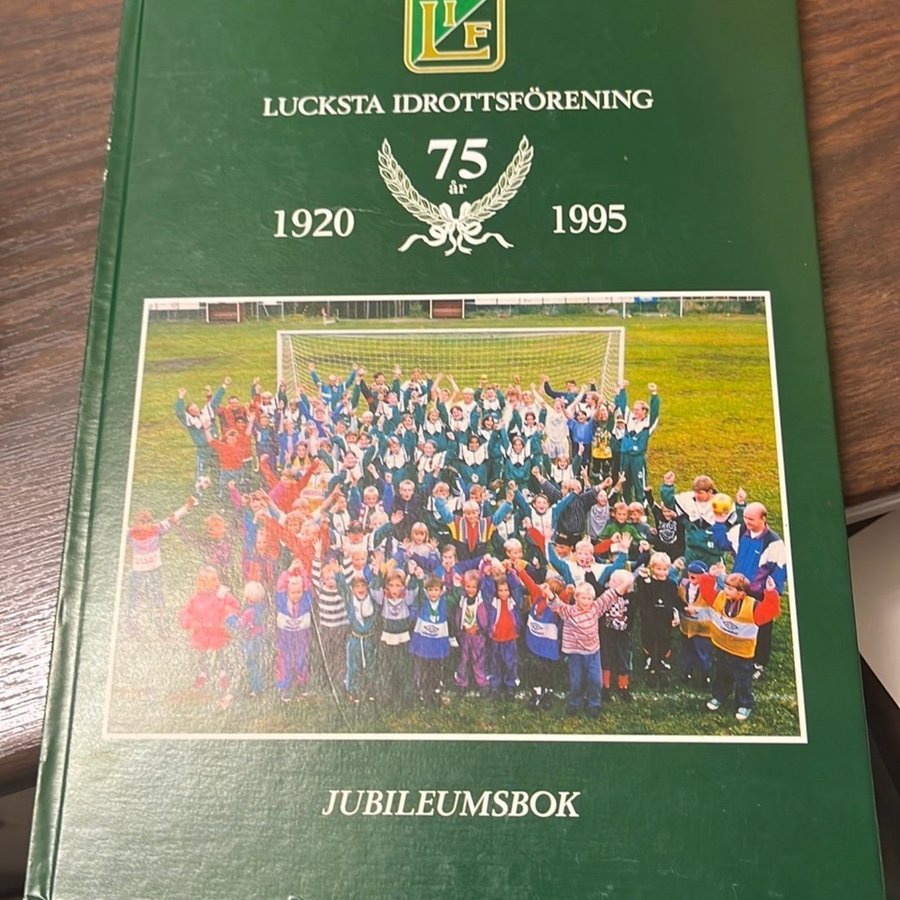 LIF
LUCKSTA IDROTTSFÖRENING
75
år
1920 1995
JUBILEUMSBOK